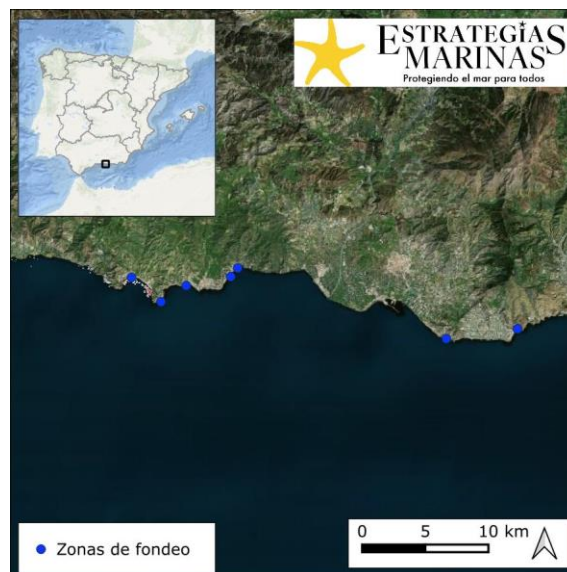 ESTRATEGIAS
MARINAS
Protegiendo el mar para todos
Zonas de fondeo
0 5 10 km